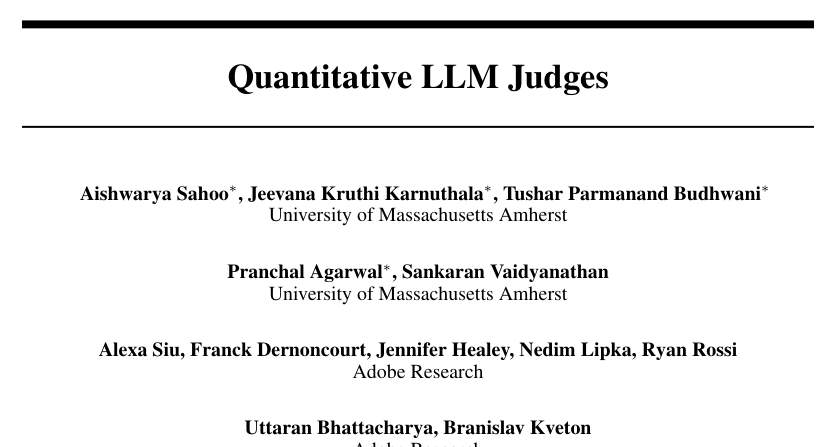 Quantitative LLM Judges
Aishwarya Sahoo*, Jeevana Kruthi Karnuthala*, Tushar Parmanand Budhwani*
University of Massachusetts Amherst
Pranchal Agarwal*, Sankaran Vaidyanathan
University of Massachusetts Amherst
Alexa Siu, Franck Dernoncourt, Jennifer Healey, Nedim Lipka, Ryan Rossi
Adobe Research
Uttaran Bhattacharya, Branislav Kveton